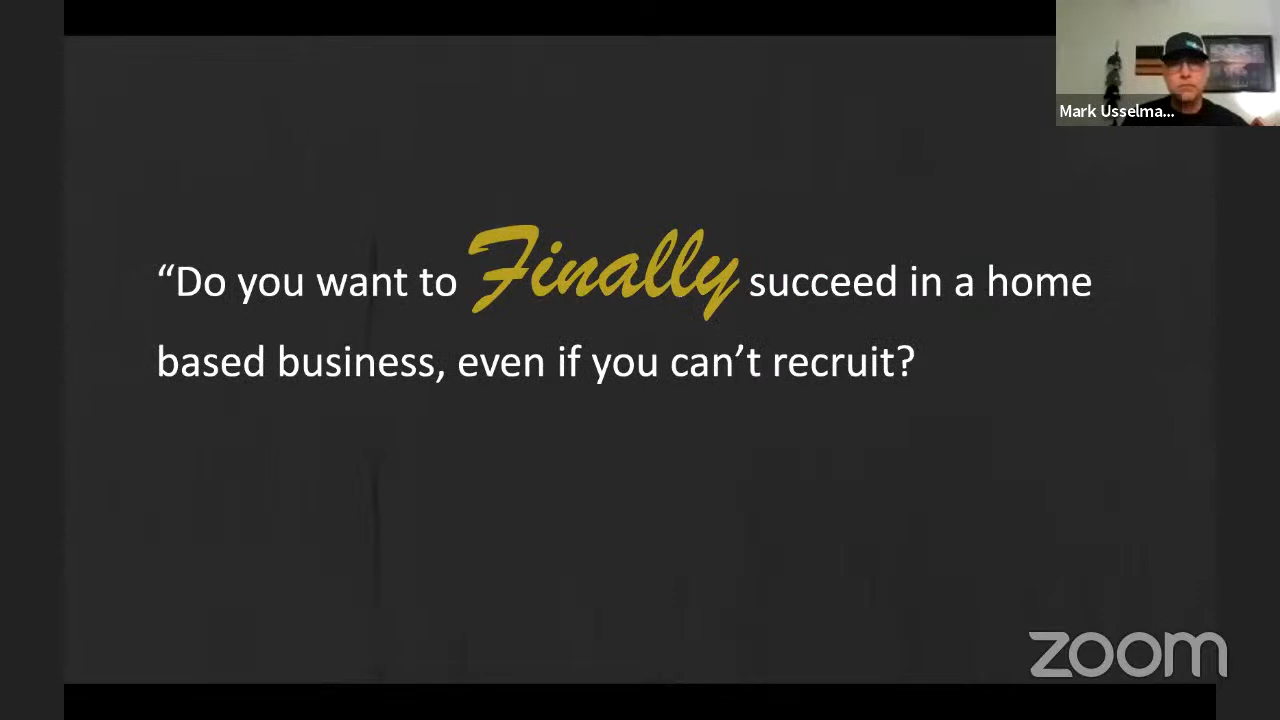 Mark Usselma...
“Do you want to Finally succeed in a home
based business, even if you can’t recruit?
zoom